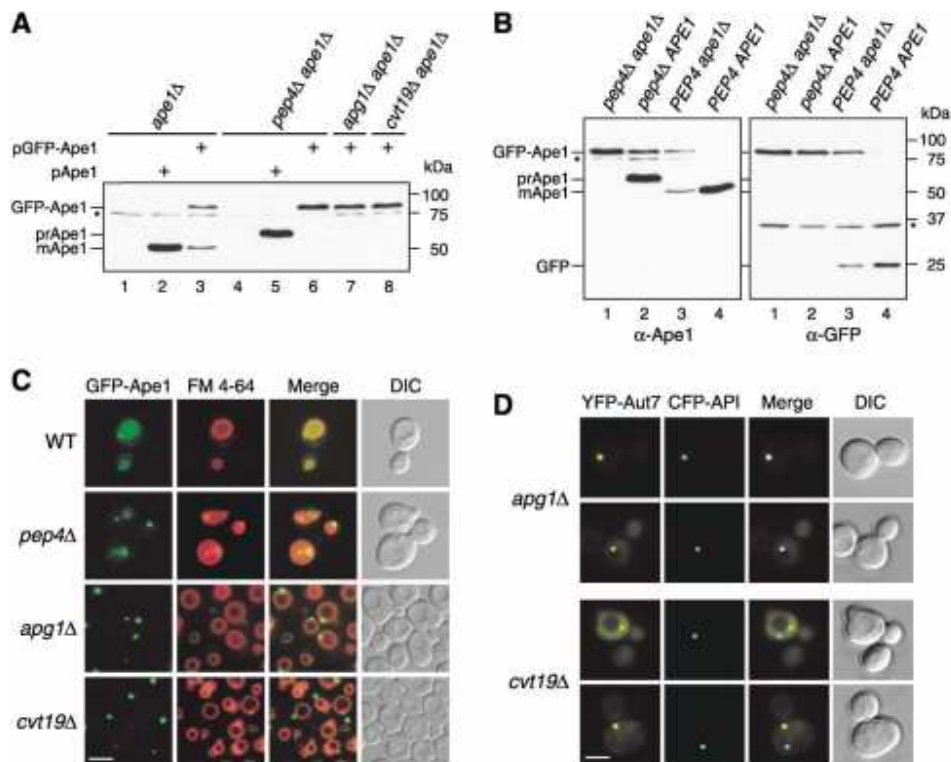 A
ape1Δ
pep4Δ ape1Δ
apg1Δ ape1Δ
cvt19Δ ape1Δ
pGFP-Ape1 + + + +
pApe1 + + kDa
GFP-Ape1 100
* 75
prApe1
mApe1 50
1 2 3 4 5 6 7 8
B
pep4Δ ape1Δ
pep4Δ APE1
PEP4 ape1Δ
PEP4 APE1
pep4Δ ape1Δ
pep4Δ APE1
PEP4 ape1Δ
PEP4 APE1
kDa
GFP-Ape1 100
* 75
prApe1
mApe1 50
37
*
GFP 25
1 2 3 4 1 2 3 4
α-Ape1 α-GFP
C
GFP-Ape1 FM 4-64 Merge DIC
WT
pep4Δ
apg1Δ
cvt19Δ
D
YFP-Aut7 CFP-API Merge DIC
apg1Δ
cvt19Δ